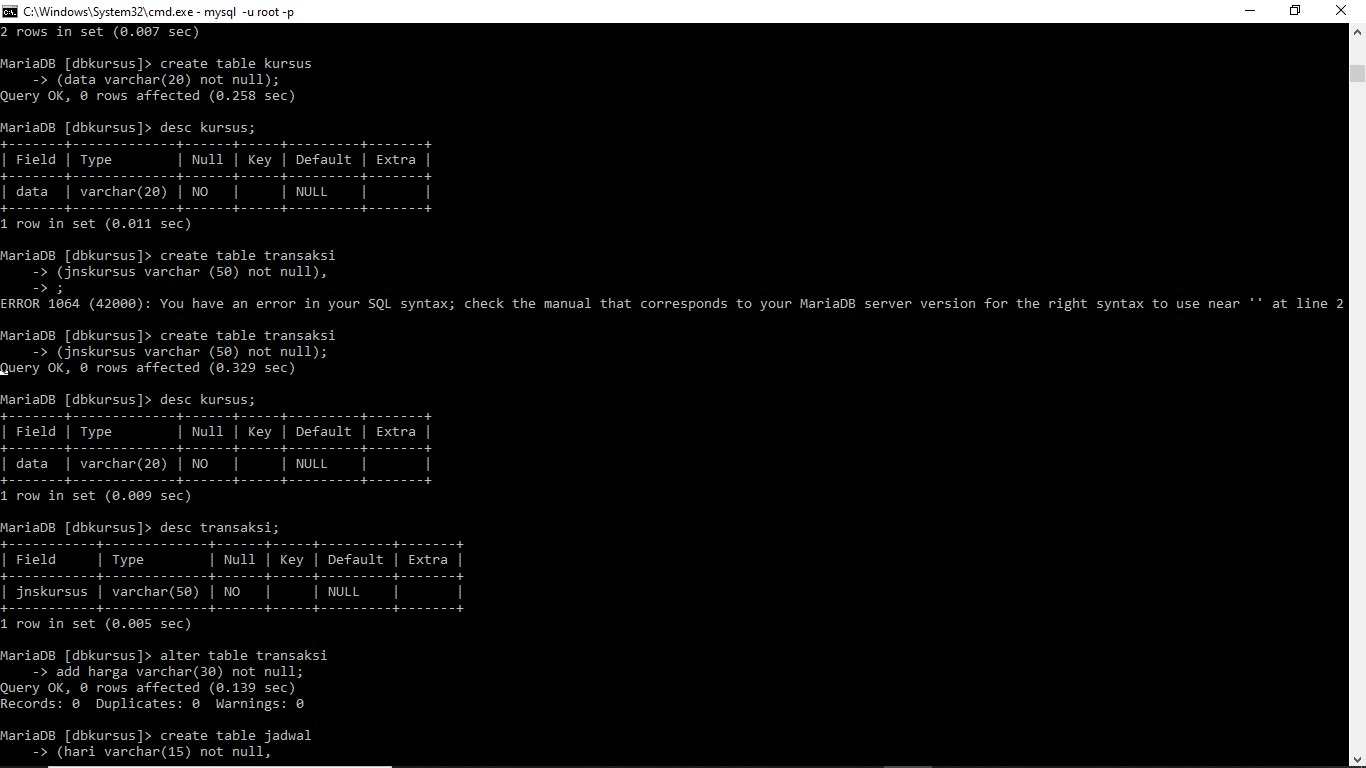 C:\Windows\System32\cmd.exe - mysql  -u root -p
2 rows in set (0.007 sec)
MariaDB [dbkursus]> create table kursus
    -> (data varchar(20) not null);
Query OK, 0 rows affected (0.258 sec)
MariaDB [dbkursus]> desc kursus;
+-------+-------------+------+-----+---------+-------+
| Field | Type        | Null | Key | Default | Extra |
+-------+-------------+------+-----+---------+-------+
| data  | varchar(20) | NO   |     | NULL    |       |
+-------+-------------+------+-----+---------+-------+
1 row in set (0.011 sec)
MariaDB [dbkursus]> create table transaksi
    -> (jnskursus varchar (50) not null),
    -> ;
ERROR 1064 (42000): You have an error in your SQL syntax; check the manual that corresponds to your MariaDB server version for the right syntax to use near '' at line 2
MariaDB [dbkursus]> create table transaksi
    -> (jnskursus varchar (50) not null);
Query OK, 0 rows affected (0.329 sec)
MariaDB [dbkursus]> desc kursus;
+-------+-------------+------+-----+---------+-------+
| Field | Type        | Null | Key | Default | Extra |
+-------+-------------+------+-----+---------+-------+
| data  | varchar(20) | NO   |     | NULL    |       |
+-------+-------------+------+-----+---------+-------+
1 row in set (0.009 sec)
MariaDB [dbkursus]> desc transaksi;
+-----------+-------------+------+-----+---------+-------+
| Field     | Type        | Null | Key | Default | Extra |
+-----------+-------------+------+-----+---------+-------+
| jnskursus | varchar(50) | NO   |     | NULL    |       |
+-----------+-------------+------+-----+---------+-------+
1 row in set (0.005 sec)
MariaDB [dbkursus]> alter table transaksi
    -> add harga varchar(30) not null;
Query OK, 0 rows affected (0.139 sec)
Records: 0  Duplicates: 0  Warnings: 0
MariaDB [dbkursus]> create table jadwal
    -> (hari varchar(15) not null,